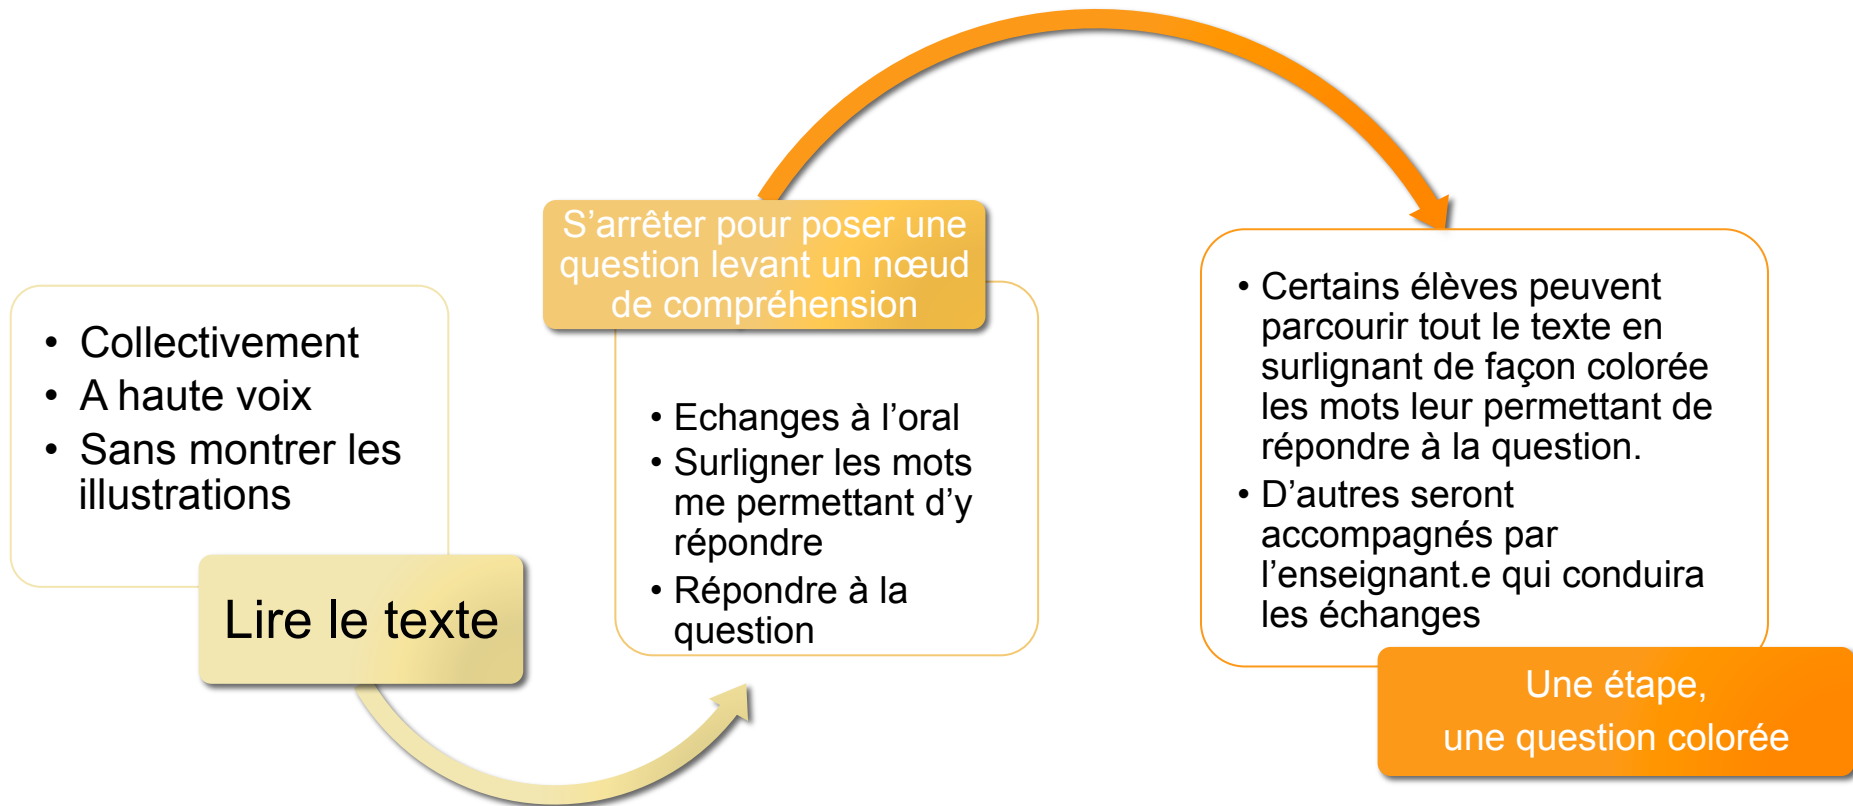 • Collectivement
• A haute voix
• Sans montrer les
illustrations
Lire le texte
S’arrêter pour poser une
question levant un nœud
de compréhension
• Echanges à l’oral
• Surligner les mots
me permettant d’y
répondre
• Répondre à la
question
• Certains élèves peuvent
parcourir tout le texte en
surlignant de façon colorée
les mots leur permettant de
répondre à la question.
• D’autres seront
accompagnés par
l’enseignant.e qui conduira
les échanges
Une étape,
une question colorée